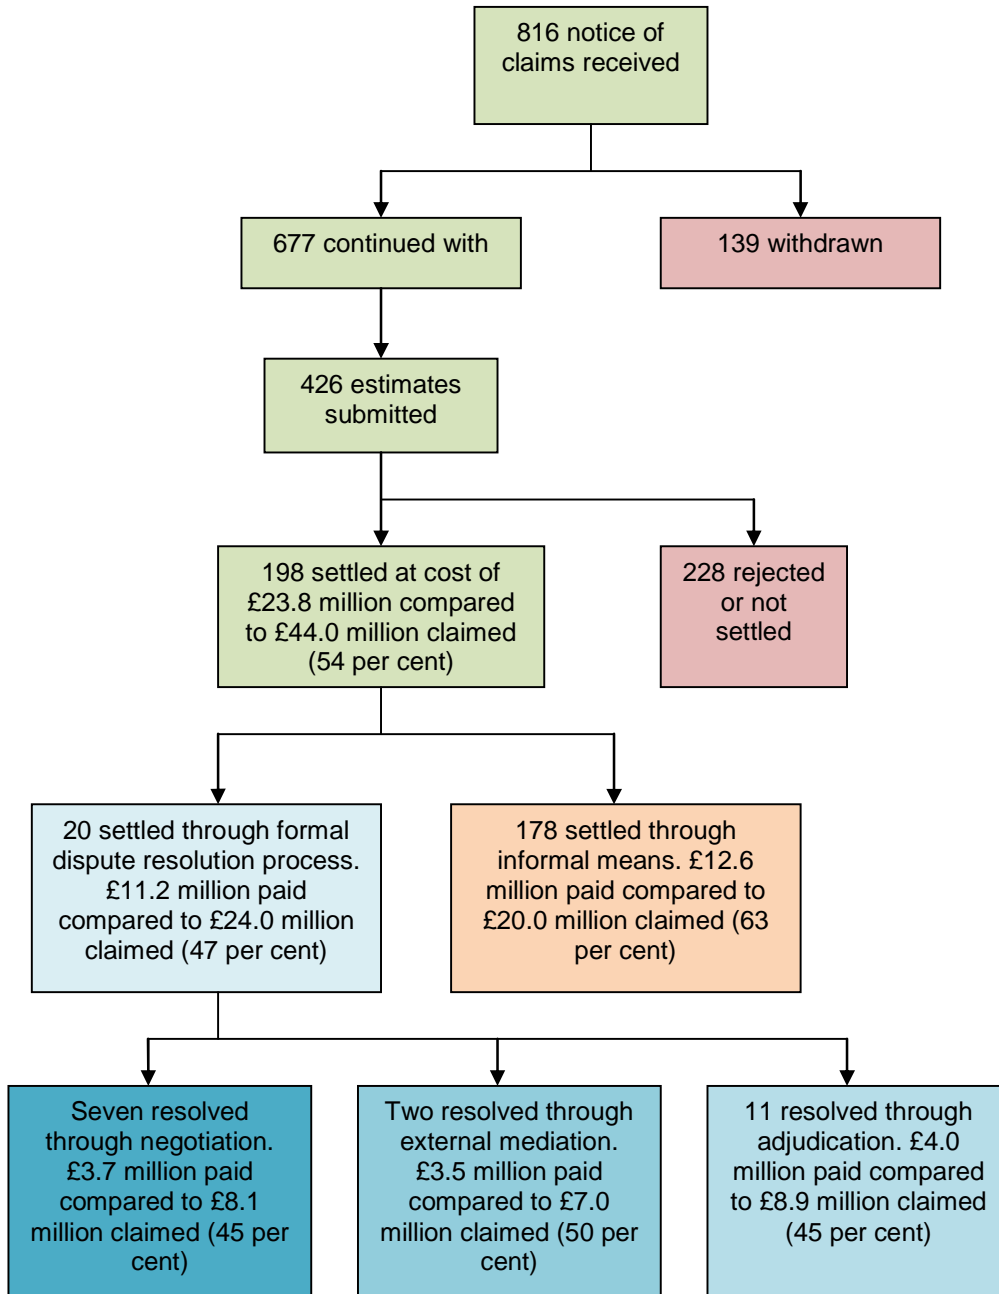 816 notice of
claims received
677 continued with
139 withdrawn
426 estimates
submitted
198 settled at cost of
£23.8 million compared
to £44.0 million claimed
(54 per cent)
228 rejected
or not
settled
20 settled through formal
dispute resolution process.
£11.2 million paid
compared to £24.0 million
claimed (47 per cent)
178 settled through
informal means. £12.6
million paid compared to
£20.0 million claimed (63
per cent)
Seven resolved
through negotiation.
£3.7 million paid
compared to £8.1
million claimed (45 per
cent)
Two resolved through
external mediation.
£3.5 million paid
compared to £7.0
million claimed (50 per
cent)
11 resolved through
adjudication. £4.0
million paid compared
to £8.9 million claimed
(45 per cent)